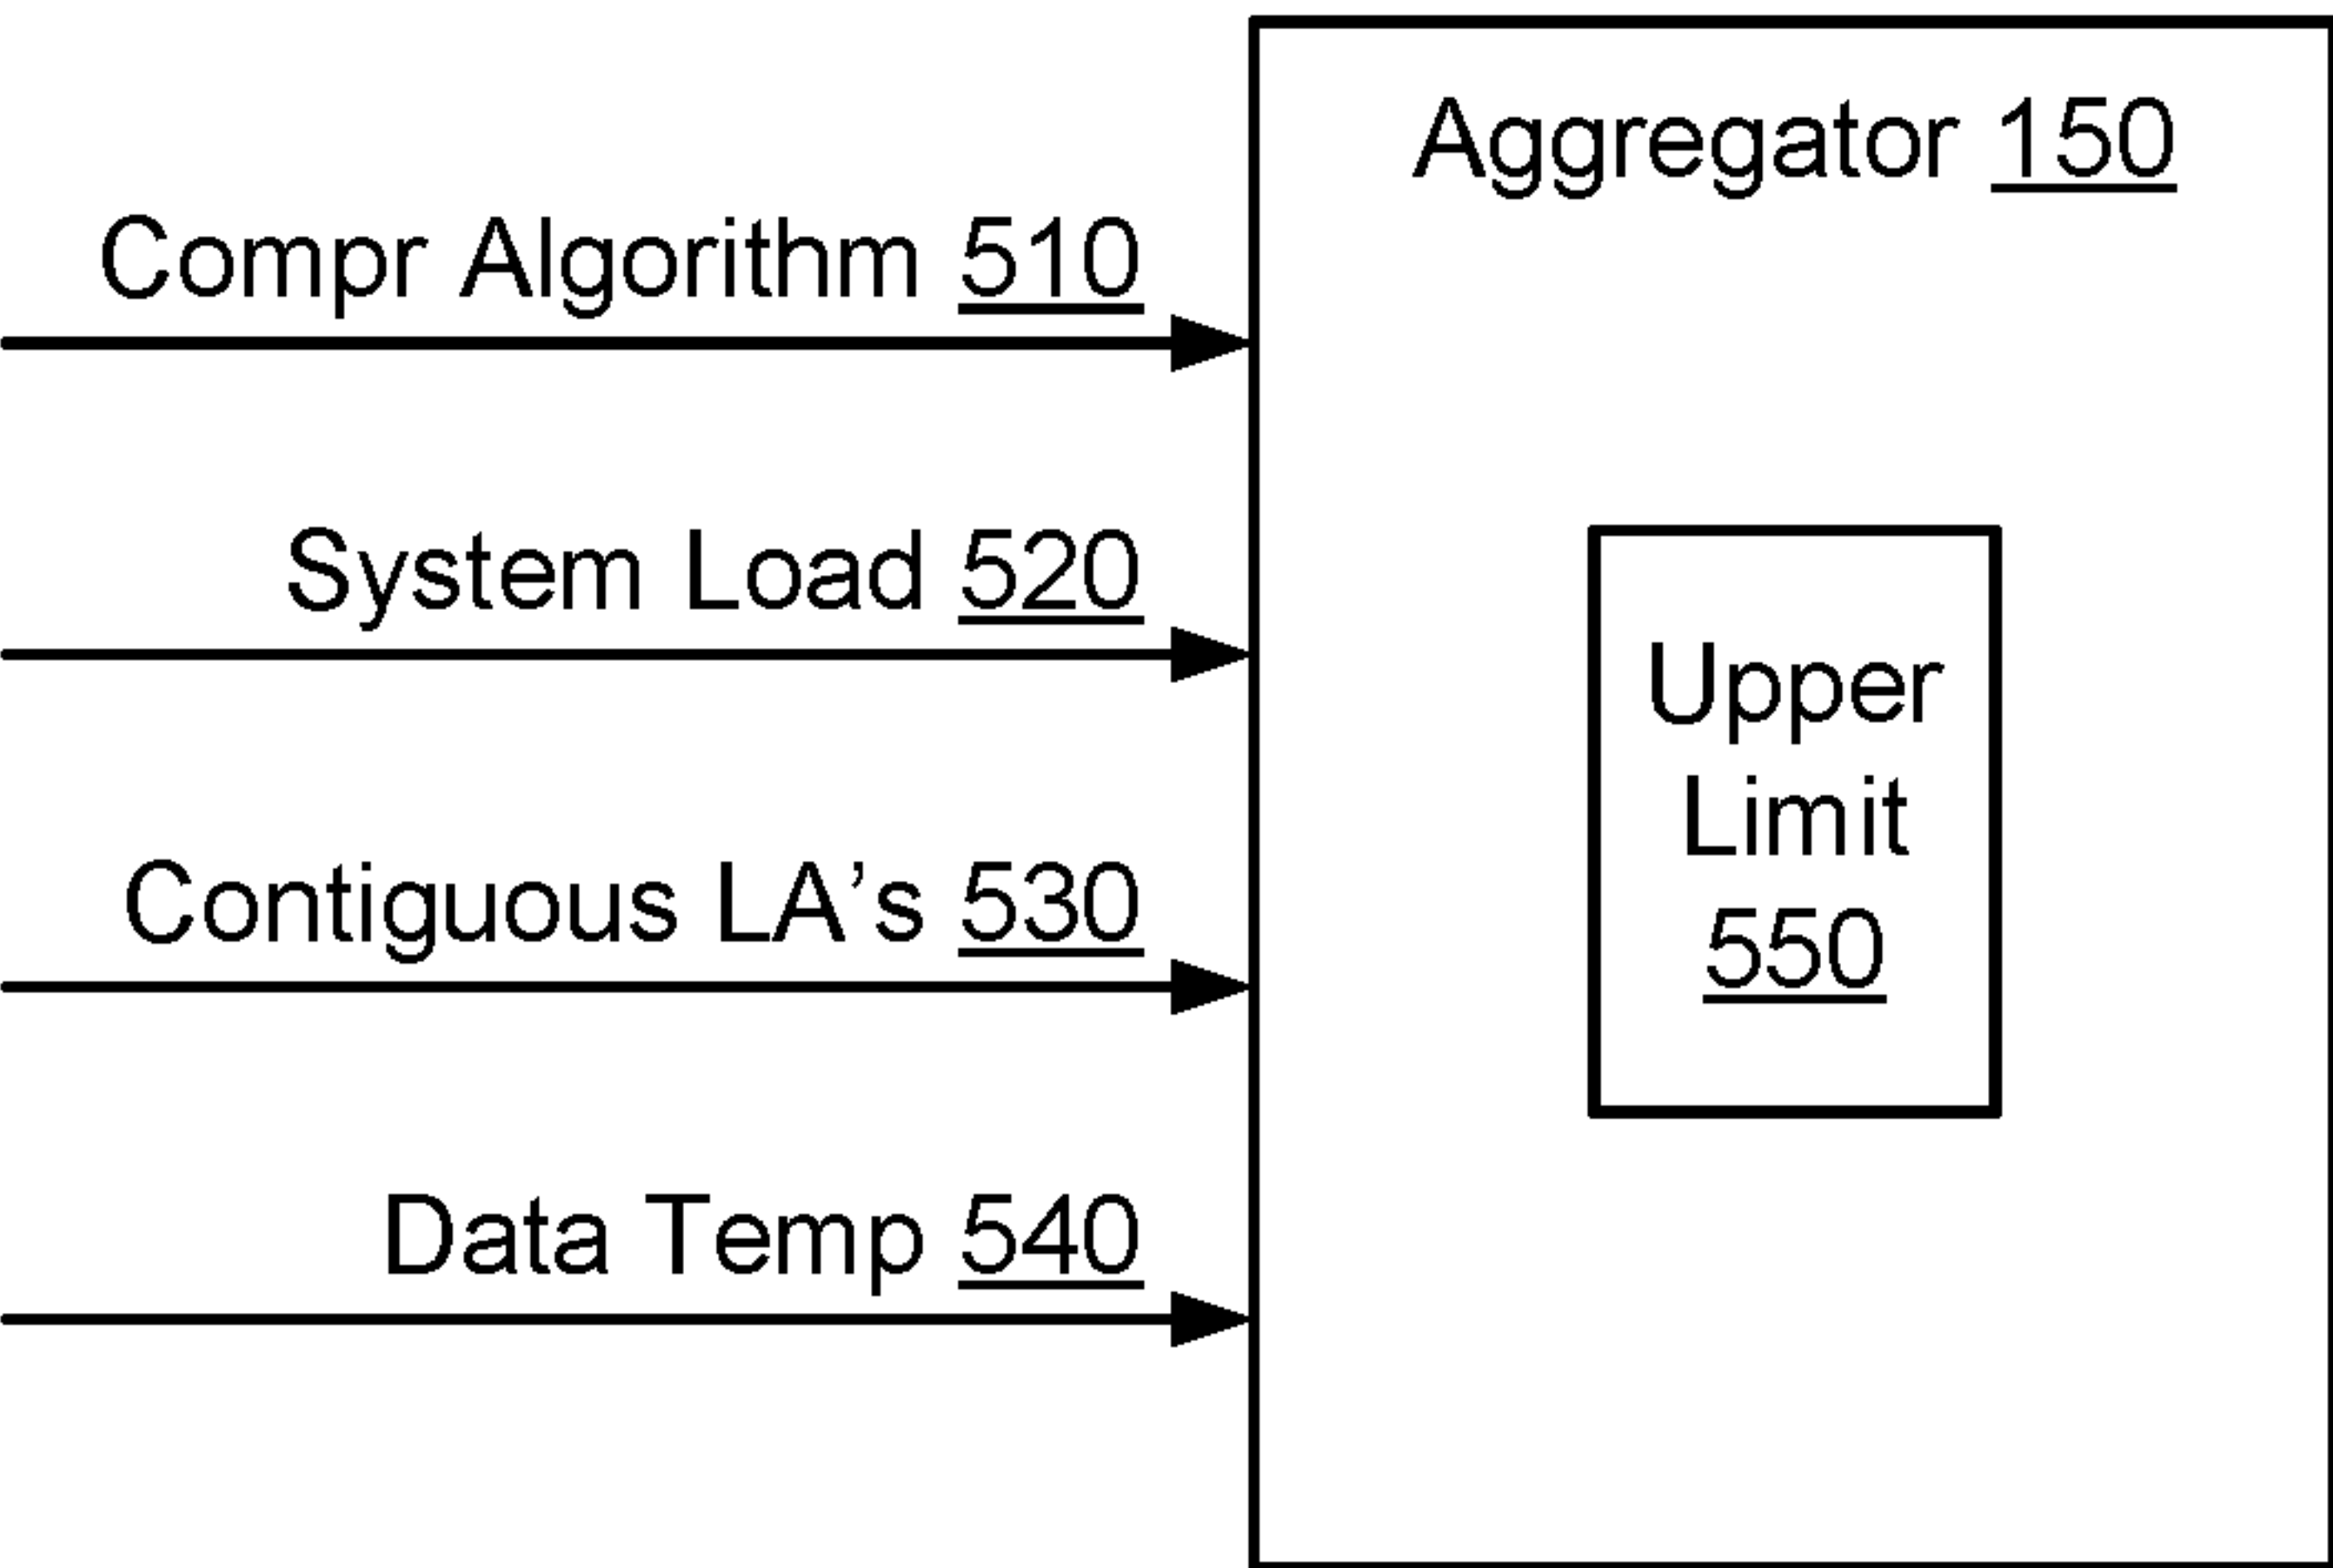 Aggregator 150
Compr Algorithm 510
System Load 520
Contiguous LA's 530
Data Temp 540
Upper
Limit
550